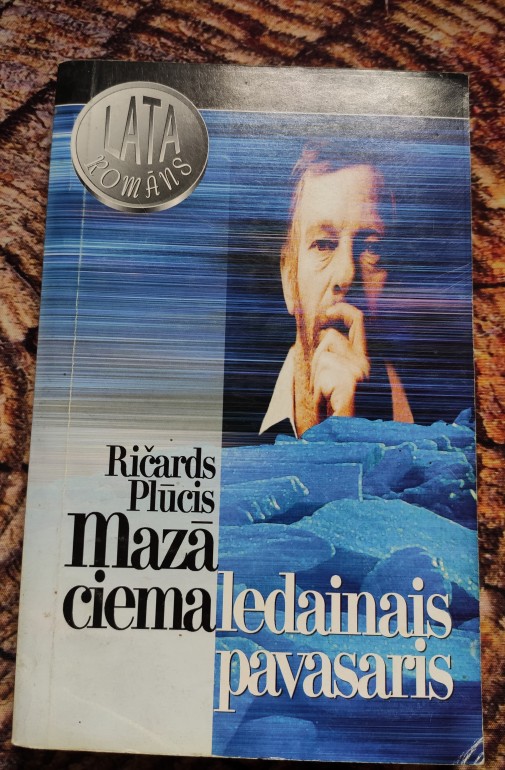 LATA
ROMĀNS
Ričards
Plūcis
Mazā
ciema ledainais
pavasaris